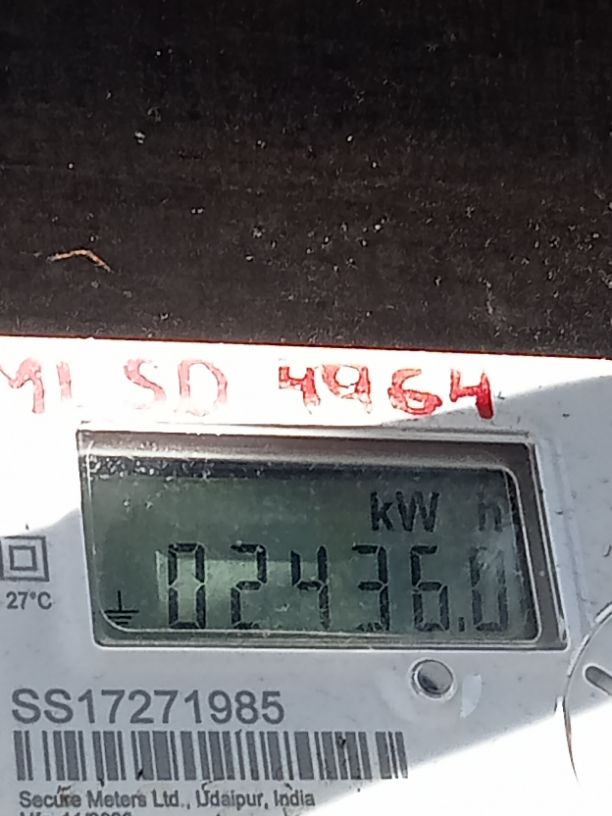 MLSD 4964
kW h
02436.0
27°C
SS17271985
Secure Meters Ltd., Udaipur, India